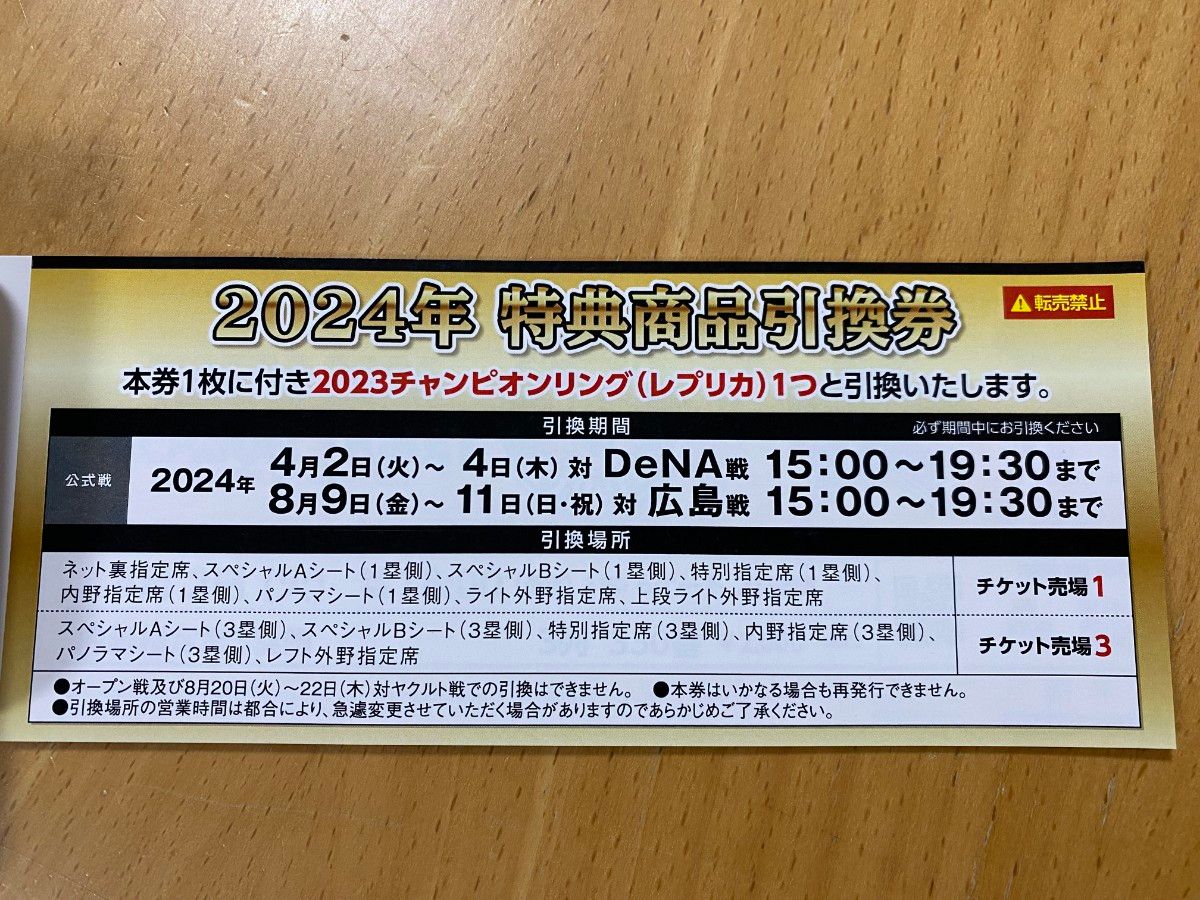 2024年 特典商品引換券
転売禁止
本券1枚に付き2023チャンピオンリング(レプリカ)1つと引換いたします。
引換期間
必ず期間中にお引換ください
公式戦
2024年
4月2日(火)～ 4日(木) 対 DeNA戦 15:00～19:30まで
8月9日(金)～ 11日(日・祝) 対 広島戦 15:00～19:30まで
引換場所
ネット裏指定席、スペシャルAシート(1塁側)、スペシャルBシート(1塁側)、特別指定席(1塁側)、
内野指定席(1塁側)、パノラマシート(1塁側)、ライト外野指定席、上段ライト外野指定席
チケット売場1
スペシャルAシート(3塁側)、スペシャルBシート(3塁側)、特別指定席(3塁側)、内野指定席(3塁側)、
パノラマシート(3塁側)、レフト外野指定席
チケット売場3
●オープン戦及び8月20日(火)～22日(木)対ヤクルト戦での引換はできません。 ●本券はいかなる場合も再発行できません。
●引換場所の営業時間は都合により、急遽変更させていただく場合がありますのであらかじめご了承ください。